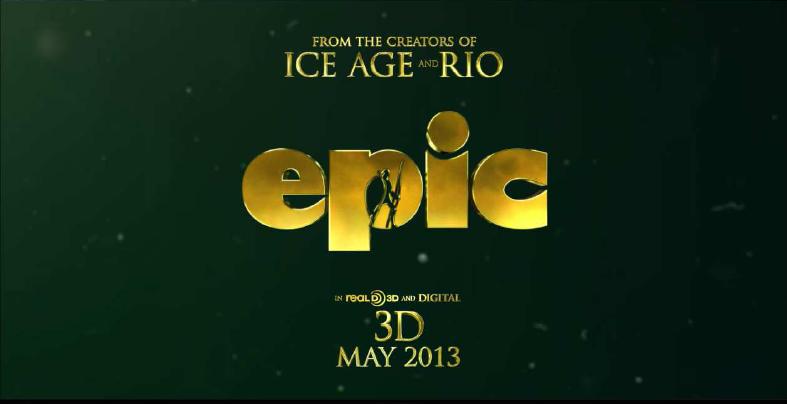 FROM THE CREATORS OF
ICE AGE AND RIO
epic
IN REAL D 3D AND DIGITAL
3D
MAY 2013